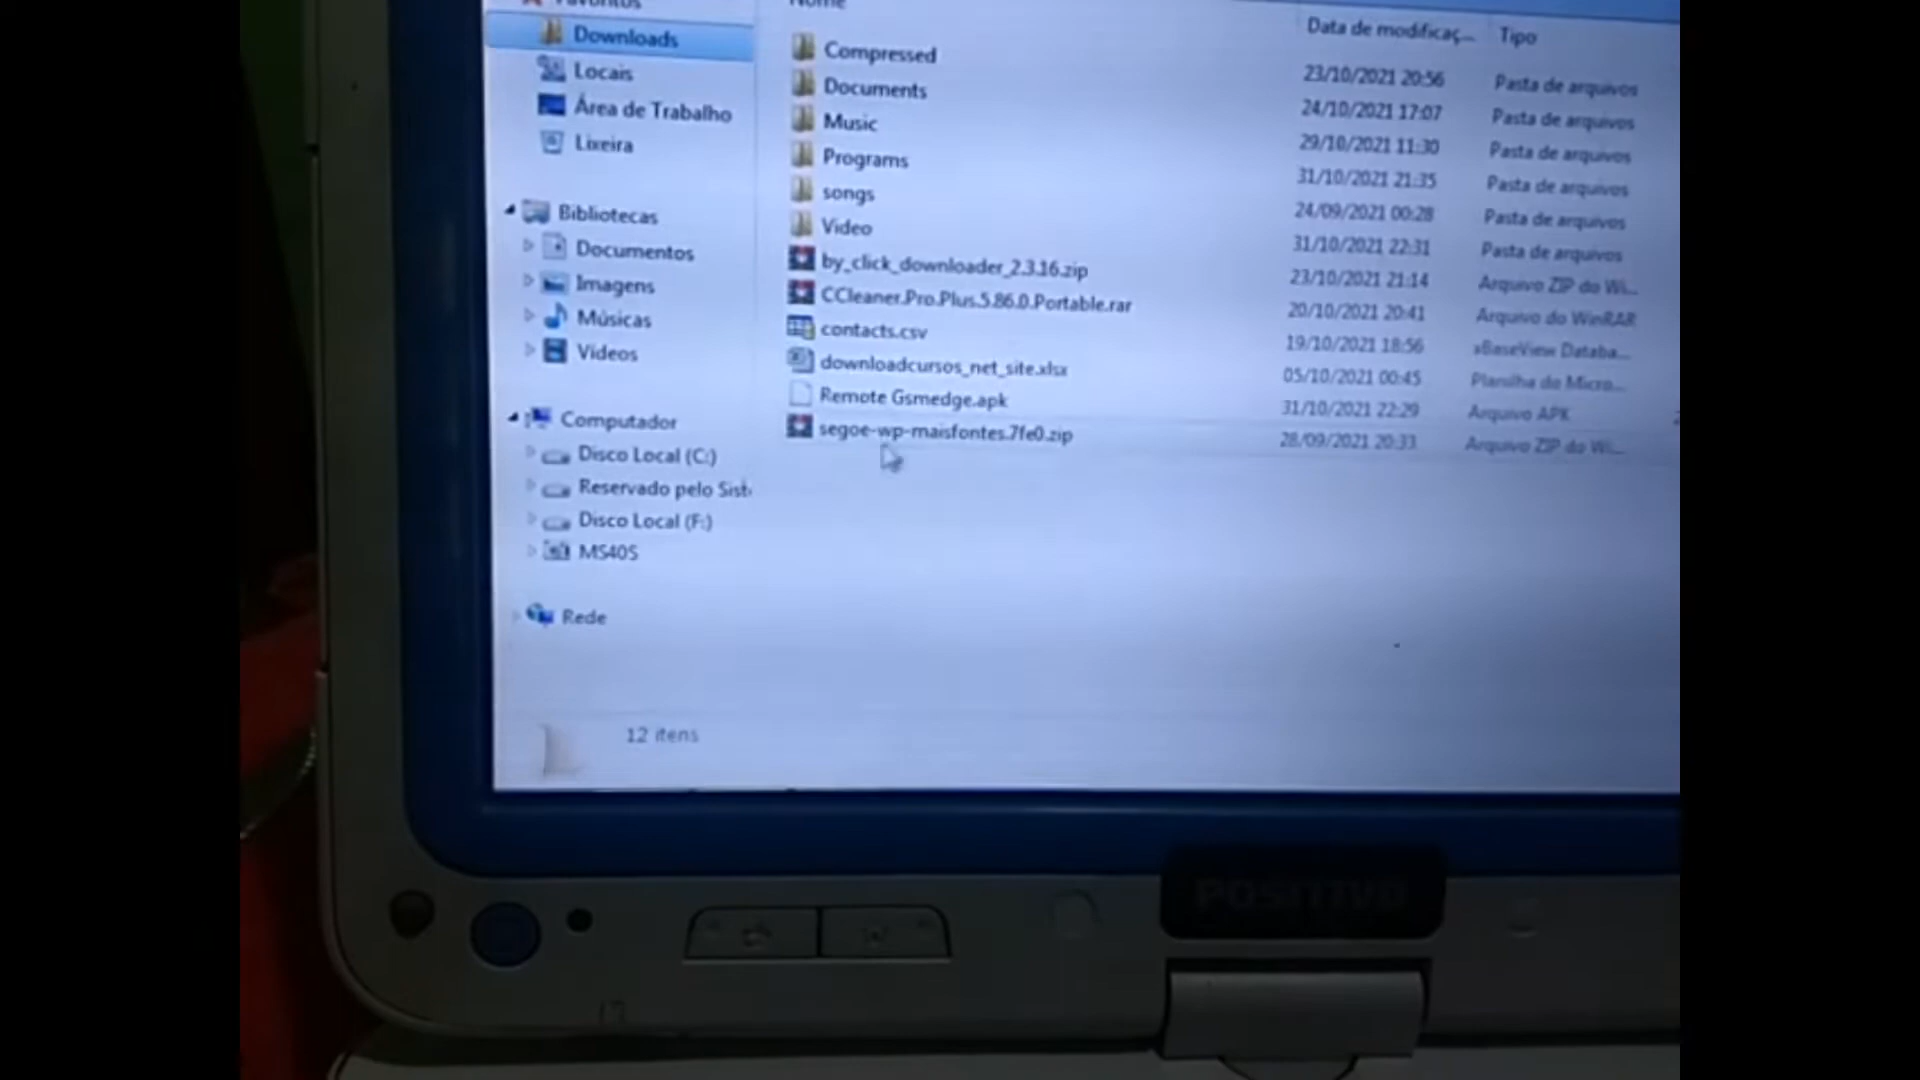 Favoritos
Downloads
Locais
Área de Trabalho
Lixeira
Bibliotecas
Documentos
Imagens
Músicas
Vídeos
Computador
Disco Local (C:)
Reservado pelo Sist
Disco Local (F:)
MS40S
Rede
12 itens
Nome Data de modificaç... Tipo
Compressed 23/10/2021 20:56 Pasta de arquivos
Documents 24/10/2021 17:07 Pasta de arquivos
Music 29/10/2021 11:30 Pasta de arquivos
Programs 31/10/2021 21:35 Pasta de arquivos
songs 24/09/2021 00:28 Pasta de arquivos
Video 31/10/2021 22:31 Pasta de arquivos
by_click_downloader_2.3.16.zip 23/10/2021 21:14 Arquivo ZIP do Wi...
CCleaner.Pro.Plus.5.86.0.Portable.rar 20/10/2021 20:41 Arquivo do WinRAR
contacts.csv 19/10/2021 18:56 xBaseView Databa...
downloadcursos_net_site.xlsx 05/10/2021 00:45 Planilha do Micro...
Remote Gsmedge.apk 31/10/2021 22:29 Arquivo APK
segoe-wp-maisfontes.7fe0.zip 28/09/2021 20:33 Arquivo ZIP do Wi...
POSITIVO